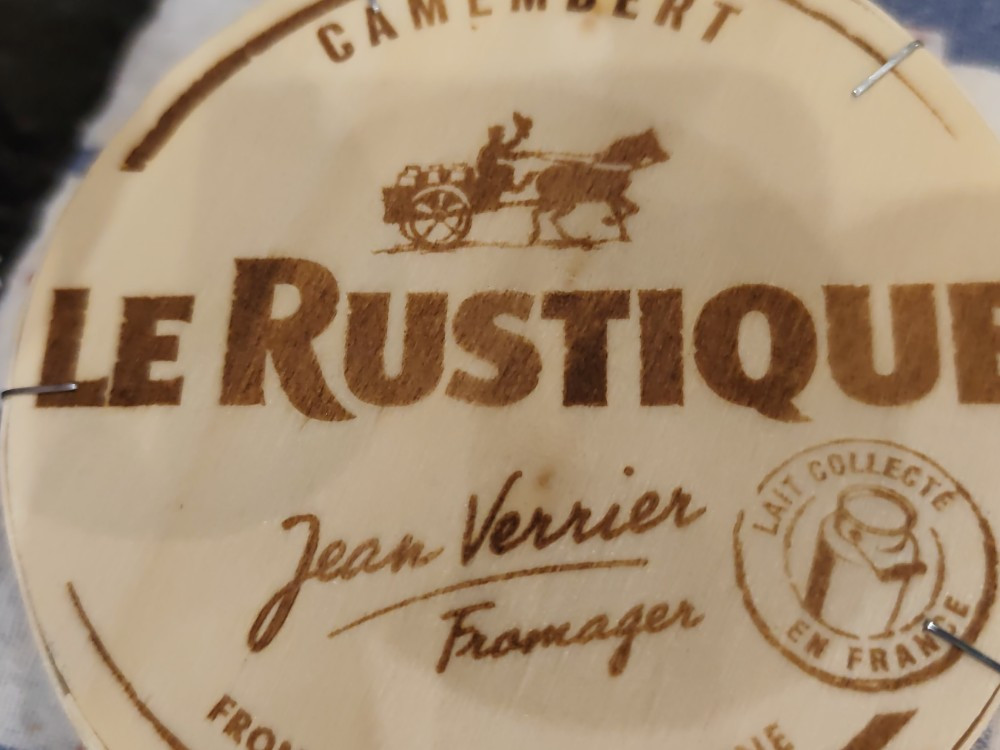 CAMEMBERT
LE RUSTIQUE
Jean Verrier
Fromager
LAIT COLLECTÉ
EN FRANCE